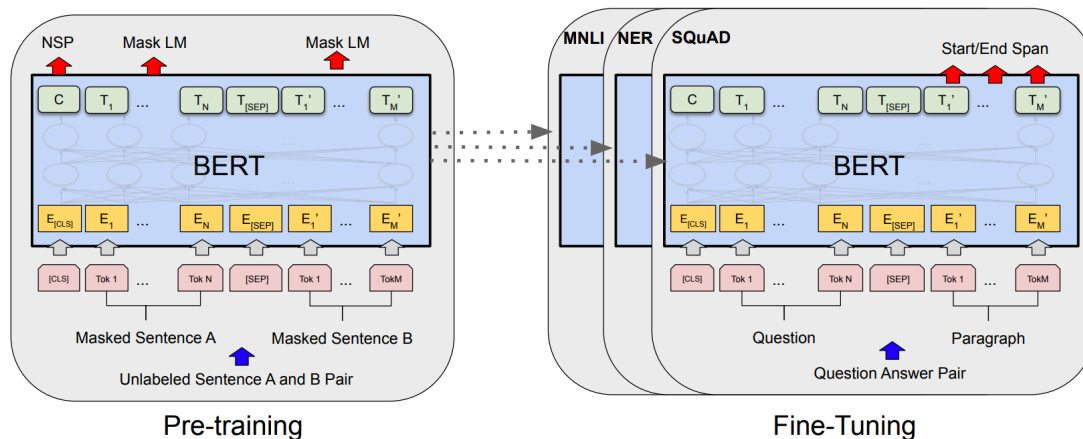 NSP Mask LM Mask LM
C T1 ... TN T[SEP] T1' ... TM'
...
BERT
...
E[CLS] E1 ... EN E[SEP] E1' ... EM'
[CLS] Tok 1 ... Tok N [SEP] Tok 1 ... TokM
Masked Sentence A Masked Sentence B
Unlabeled Sentence A and B Pair
Pre-training
MNLI NER SQuAD
Start/End Span
C T1 ... TN T[SEP] T1' ... TM'
...
BERT
...
E[CLS] E1 ... EN E[SEP] E1' ... EM'
[CLS] Tok 1 ... Tok N [SEP] Tok 1 ... TokM
Question Paragraph
Question Answer Pair
Fine-Tuning